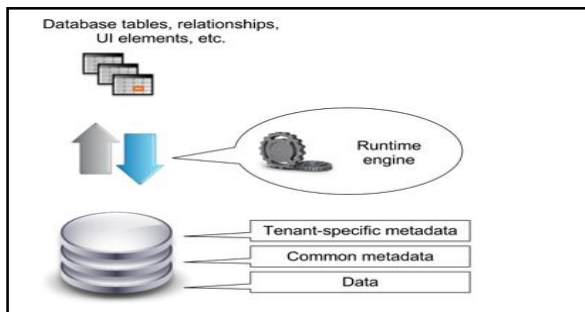 Database tables, relationships,
UI elements, etc.
Runtime
engine
Tenant-specific metadata
Common metadata
Data